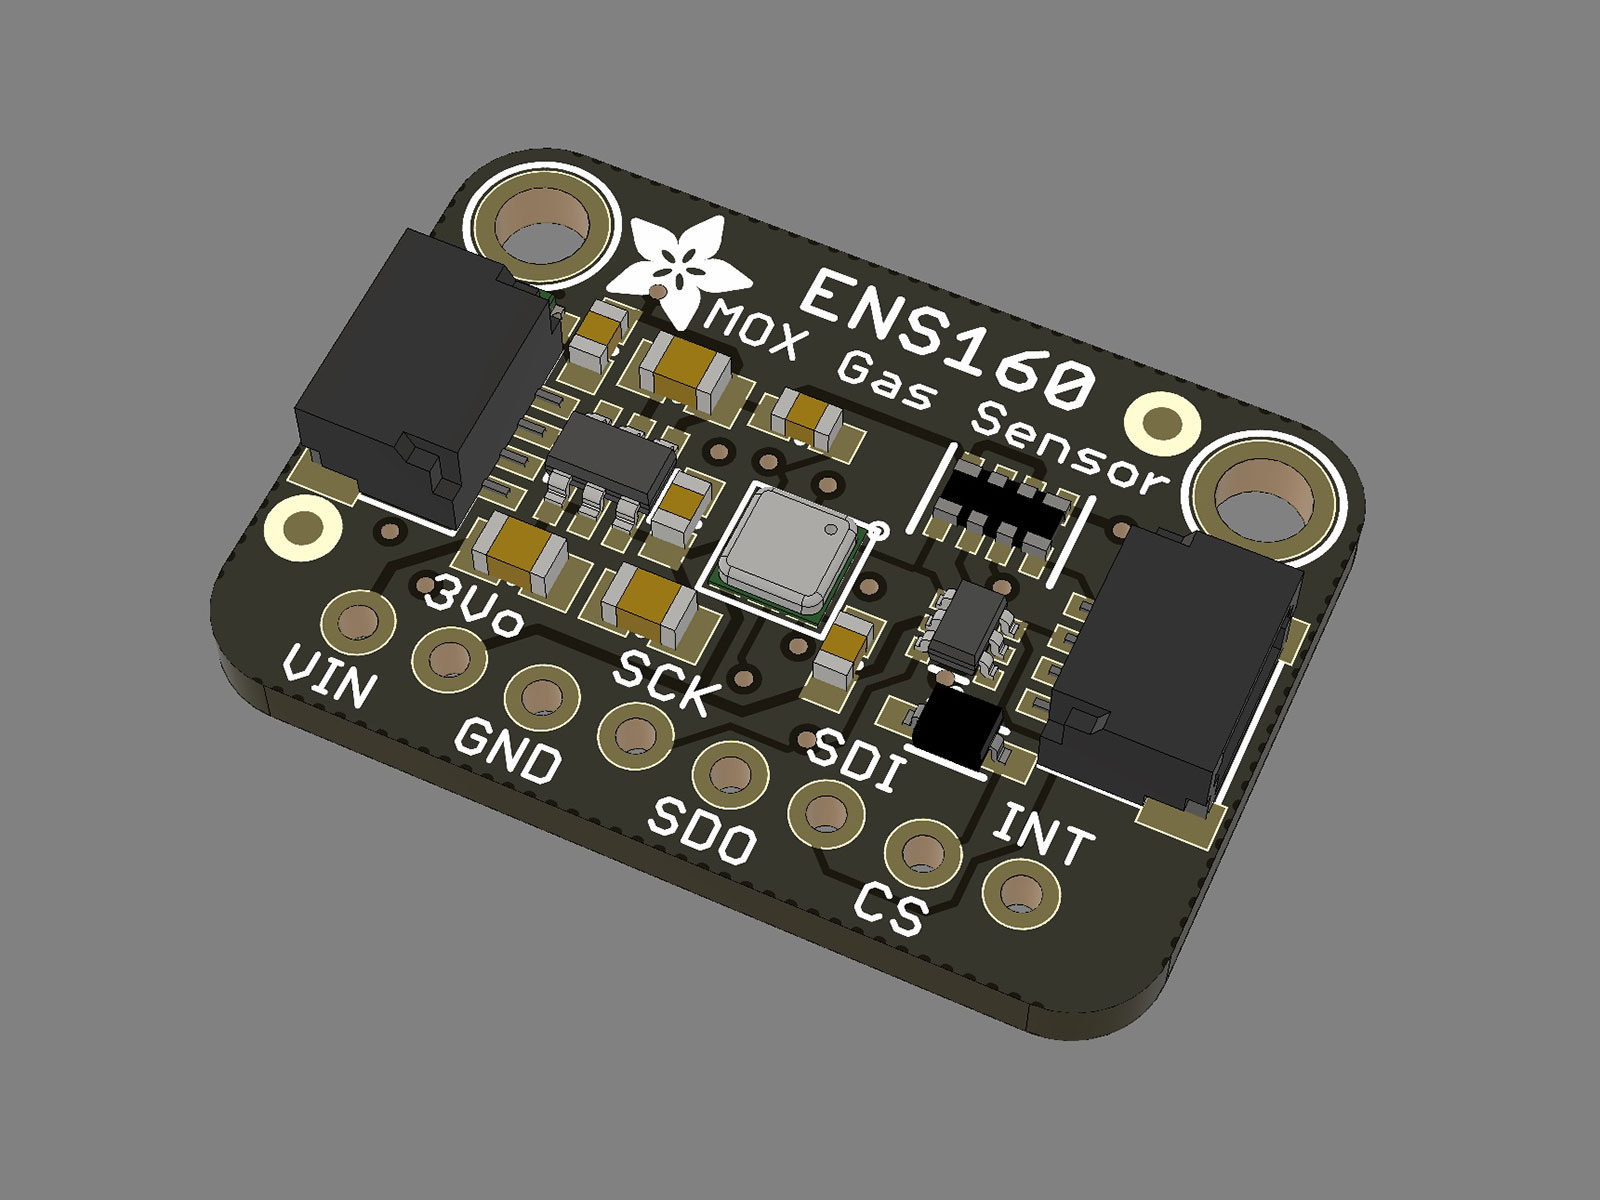 ENS160
MOX Gas Sensor
3Vo
VIN
SCK
GND
SDI
SDO
INT
CS